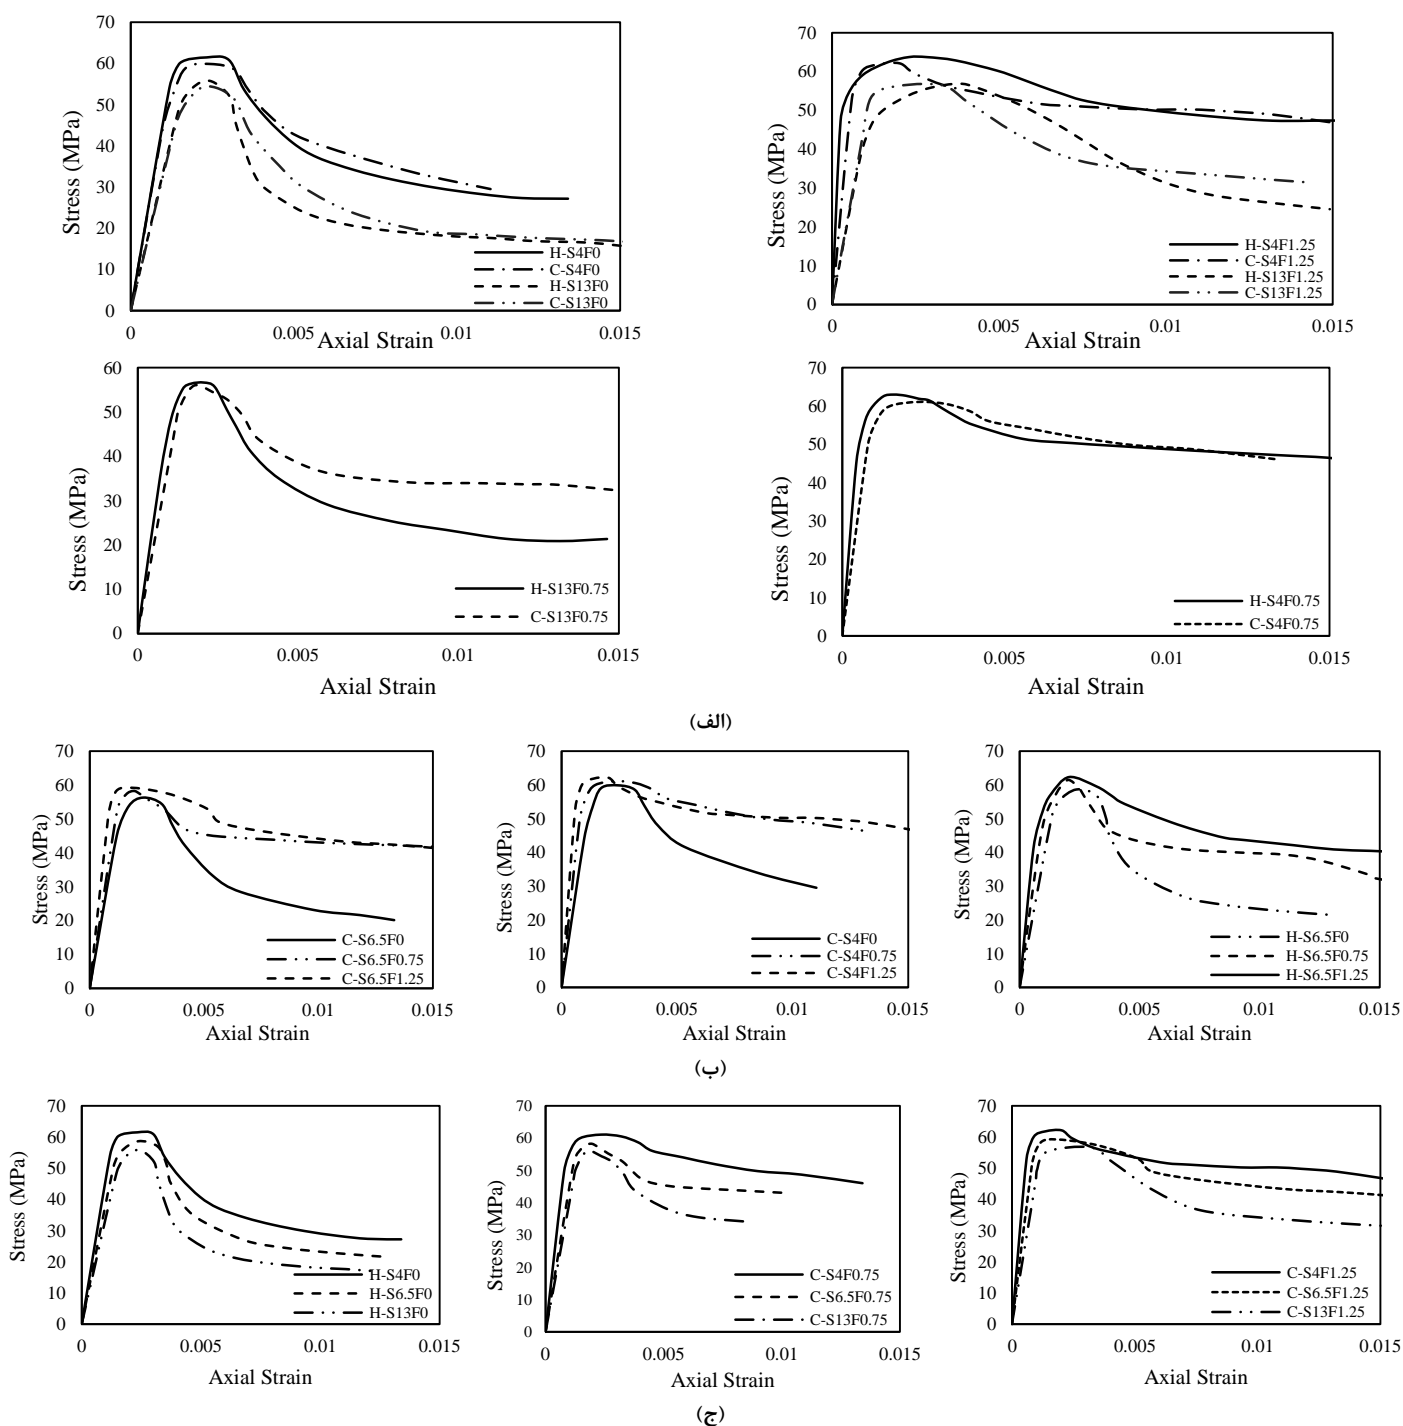 70
60
50
40
30
20
10
0
Stress (MPa)
H-S4F0
C-S4F0
H-S13F0
C-S13F0
0
0.005
0.01
0.015
Axial Strain
70
60
50
40
30
20
10
0
Stress (MPa)
H-S4F1.25
C-S4F1.25
H-S13F1.25
C-S13F1.25
0
0.005
0.01
0.015
Axial Strain
60
50
40
30
20
10
0
Stress (MPa)
H-S13F0.75
C-S13F0.75
0
0.005
0.01
0.015
Axial Strain
70
60
50
40
30
20
10
0
Stress (MPa)
H-S4F0.75
C-S4F0.75
0
0.005
0.01
0.015
Axial Strain
(الف)
70
60
50
40
30
20
10
0
Stress (MPa)
C-S6.5F0
C-S6.5F0.75
C-S6.5F1.25
0
0.005
0.01
0.015
Axial Strain
70
60
50
40
30
20
10
0
Stress (MPa)
C-S4F0
C-S4F0.75
C-S4F1.25
0
0.005
0.01
0.015
Axial Strain
70
60
50
40
30
20
10
0
Stress (MPa)
H-S6.5F0
H-S6.5F0.75
H-S6.5F1.25
0
0.005
0.01
0.015
Axial Strain
(ب)
70
60
50
40
30
20
10
0
Stress (MPa)
H-S4F0
H-S6.5F0
H-S13F0
0
0.005
0.01
0.015
Axial Strain
70
60
50
40
30
20
10
0
Stress (MPa)
C-S4F0.75
C-S6.5F0.75
C-S13F0.75
0
0.005
0.01
0.015
Axial Strain
70
60
50
40
30
20
10
0
Stress (MPa)
C-S4F1.25
C-S6.5F1.25
C-S13F1.25
0
0.005
0.01
0.015
Axial Strain
(ج)